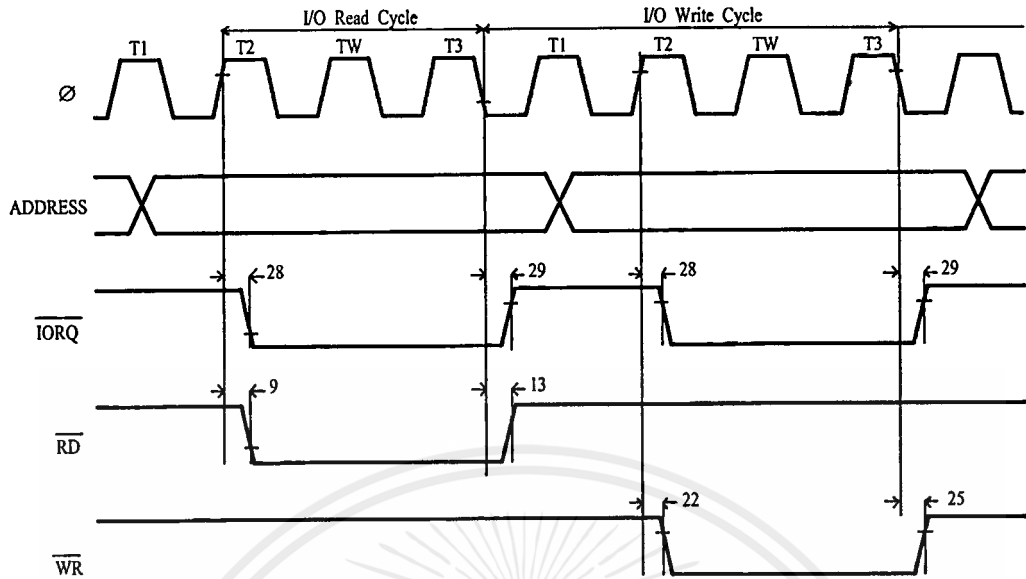 I/O Read Cycle I/O Write Cycle
T1 T2 TW T3 T1 T2 TW T3
Ø
ADDRESS
28 29 28 29
IORQ
9 13
RD
22 25
WR